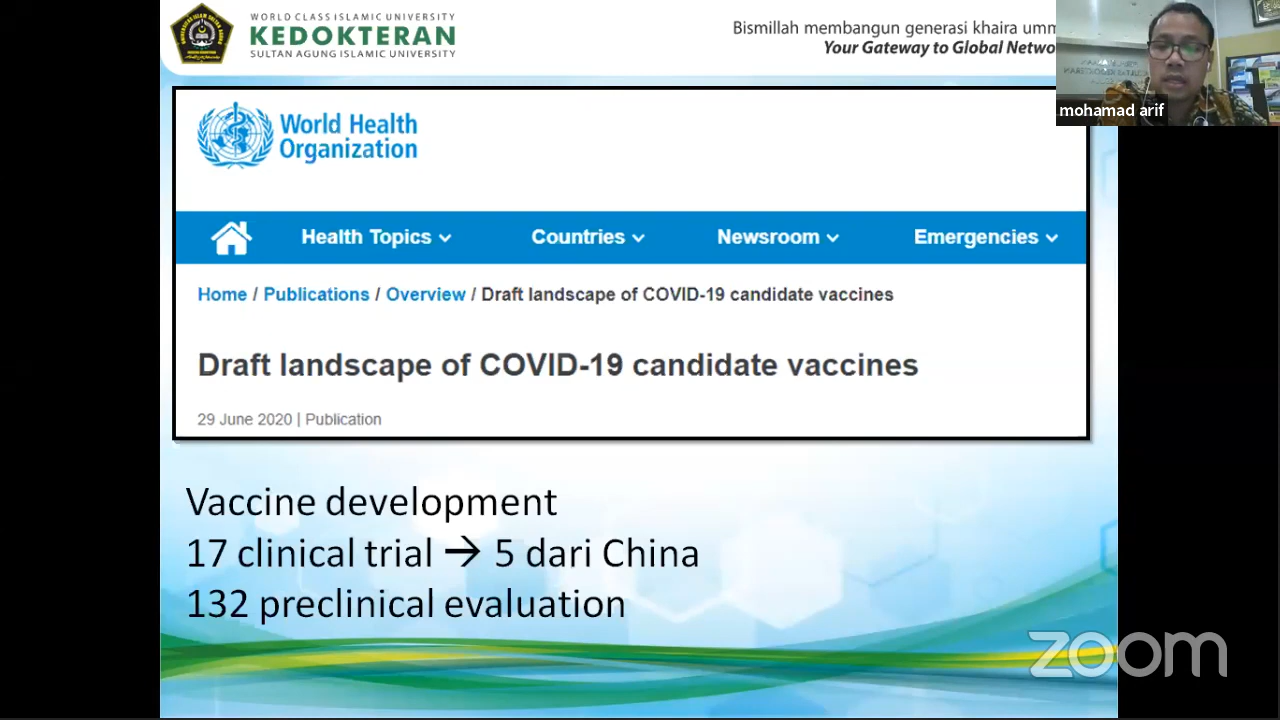 WORLD CLASS ISLAMIC UNIVERSITY
KEDOKTERAN
SULTAN AGUNG ISLAMIC UNIVERSITY
Bismillah membangun generasi khaira umm
Your Gateway to Global Netwo
mohamad arif
World Health
Organization
Health Topics
Countries
Newsroom
Emergencies
Home / Publications / Overview / Draft landscape of COVID-19 candidate vaccines
Draft landscape of COVID-19 candidate vaccines
29 June 2020 | Publication
Vaccine development
17 clinical trial → 5 dari China
132 preclinical evaluation
zoom